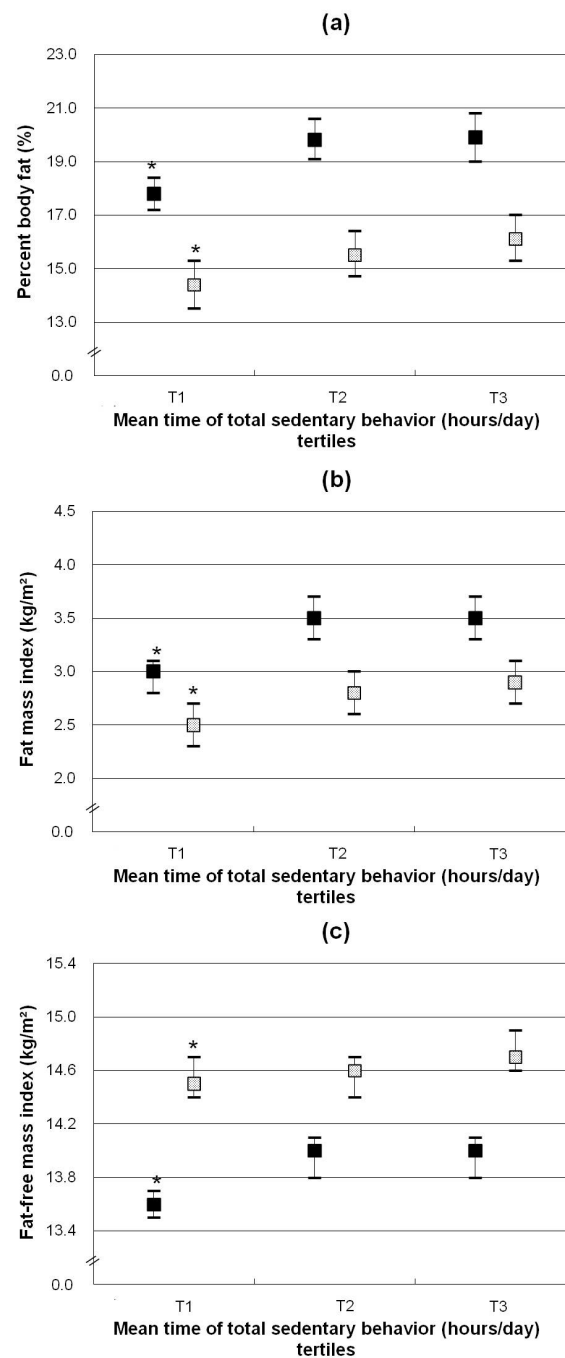 (a)
23.0
21.0
19.0
17.0
15.0
13.0
0.0
Percent body fat (%)
*
*
T1 T2 T3
Mean time of total sedentary behavior (hours/day)
tertiles
(b)
4.5
4.0
3.5
3.0
2.5
2.0
0.0
Fat mass index (kg/m²)
*
*
T1 T2 T3
Mean time of total sedentary behavior (hours/day)
tertiles
(c)
15.4
15.0
14.6
14.2
13.8
13.4
0.0
Fat-free mass index (kg/m²)
*
*
T1 T2 T3
Mean time of total sedentary behavior (hours/day)
tertiles